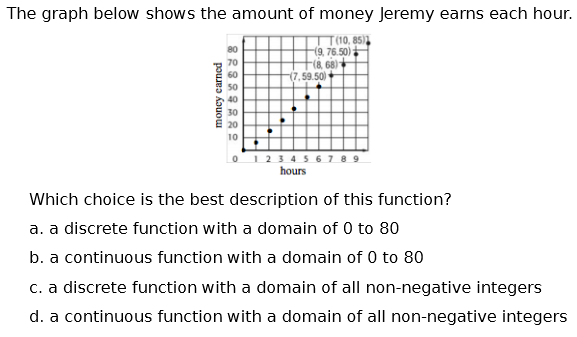 The graph below shows the amount of money Jeremy earns each hour.
(10, 85)
80
(9, 76.50)
70
(8, 68)
60
(7, 59.50)
50
40
30
20
10
money earned
0 1 2 3 4 5 6 7 8 9
hours
Which choice is the best description of this function?
a. a discrete function with a domain of 0 to 80
b. a continuous function with a domain of 0 to 80
c. a discrete function with a domain of all non-negative integers
d. a continuous function with a domain of all non-negative integers